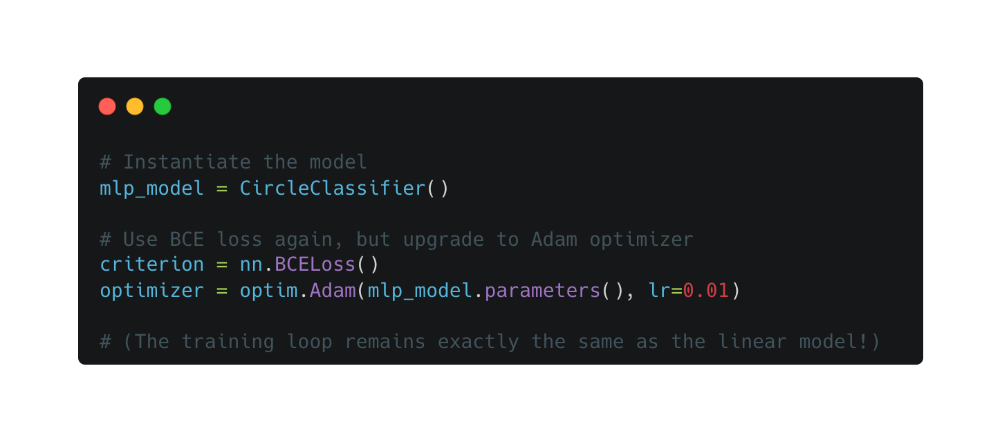 # Instantiate the model
mlp_model = CircleClassifier()
# Use BCE loss again, but upgrade to Adam optimizer
criterion = nn.BCELoss()
optimizer = optim.Adam(mlp_model.parameters(), lr=0.01)
# (The training loop remains exactly the same as the linear model!)